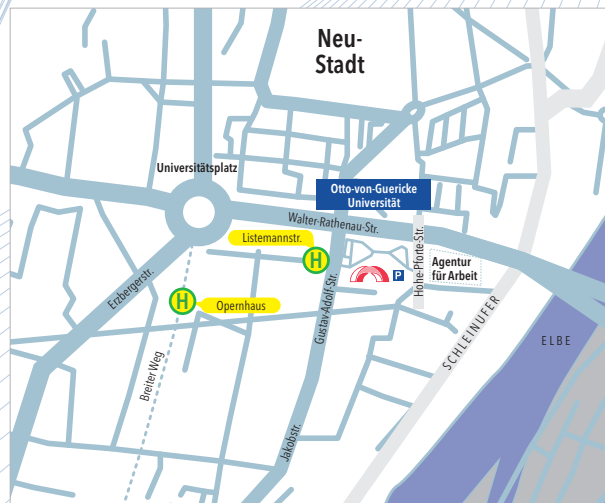 Neu-
Stadt
Universitätsplatz
Otto-von-Guericke
Universität
Walter-Rathenau-Str.
Listemannstr.
H
P
Hohe-Pforte-Str.
Agentur
für Arbeit
Erzbergerstr.
H
Opernhaus
Gustav-Adolf-Str.
SCHLEINUFER
ELBE
Breiter Weg
Jakobstr.